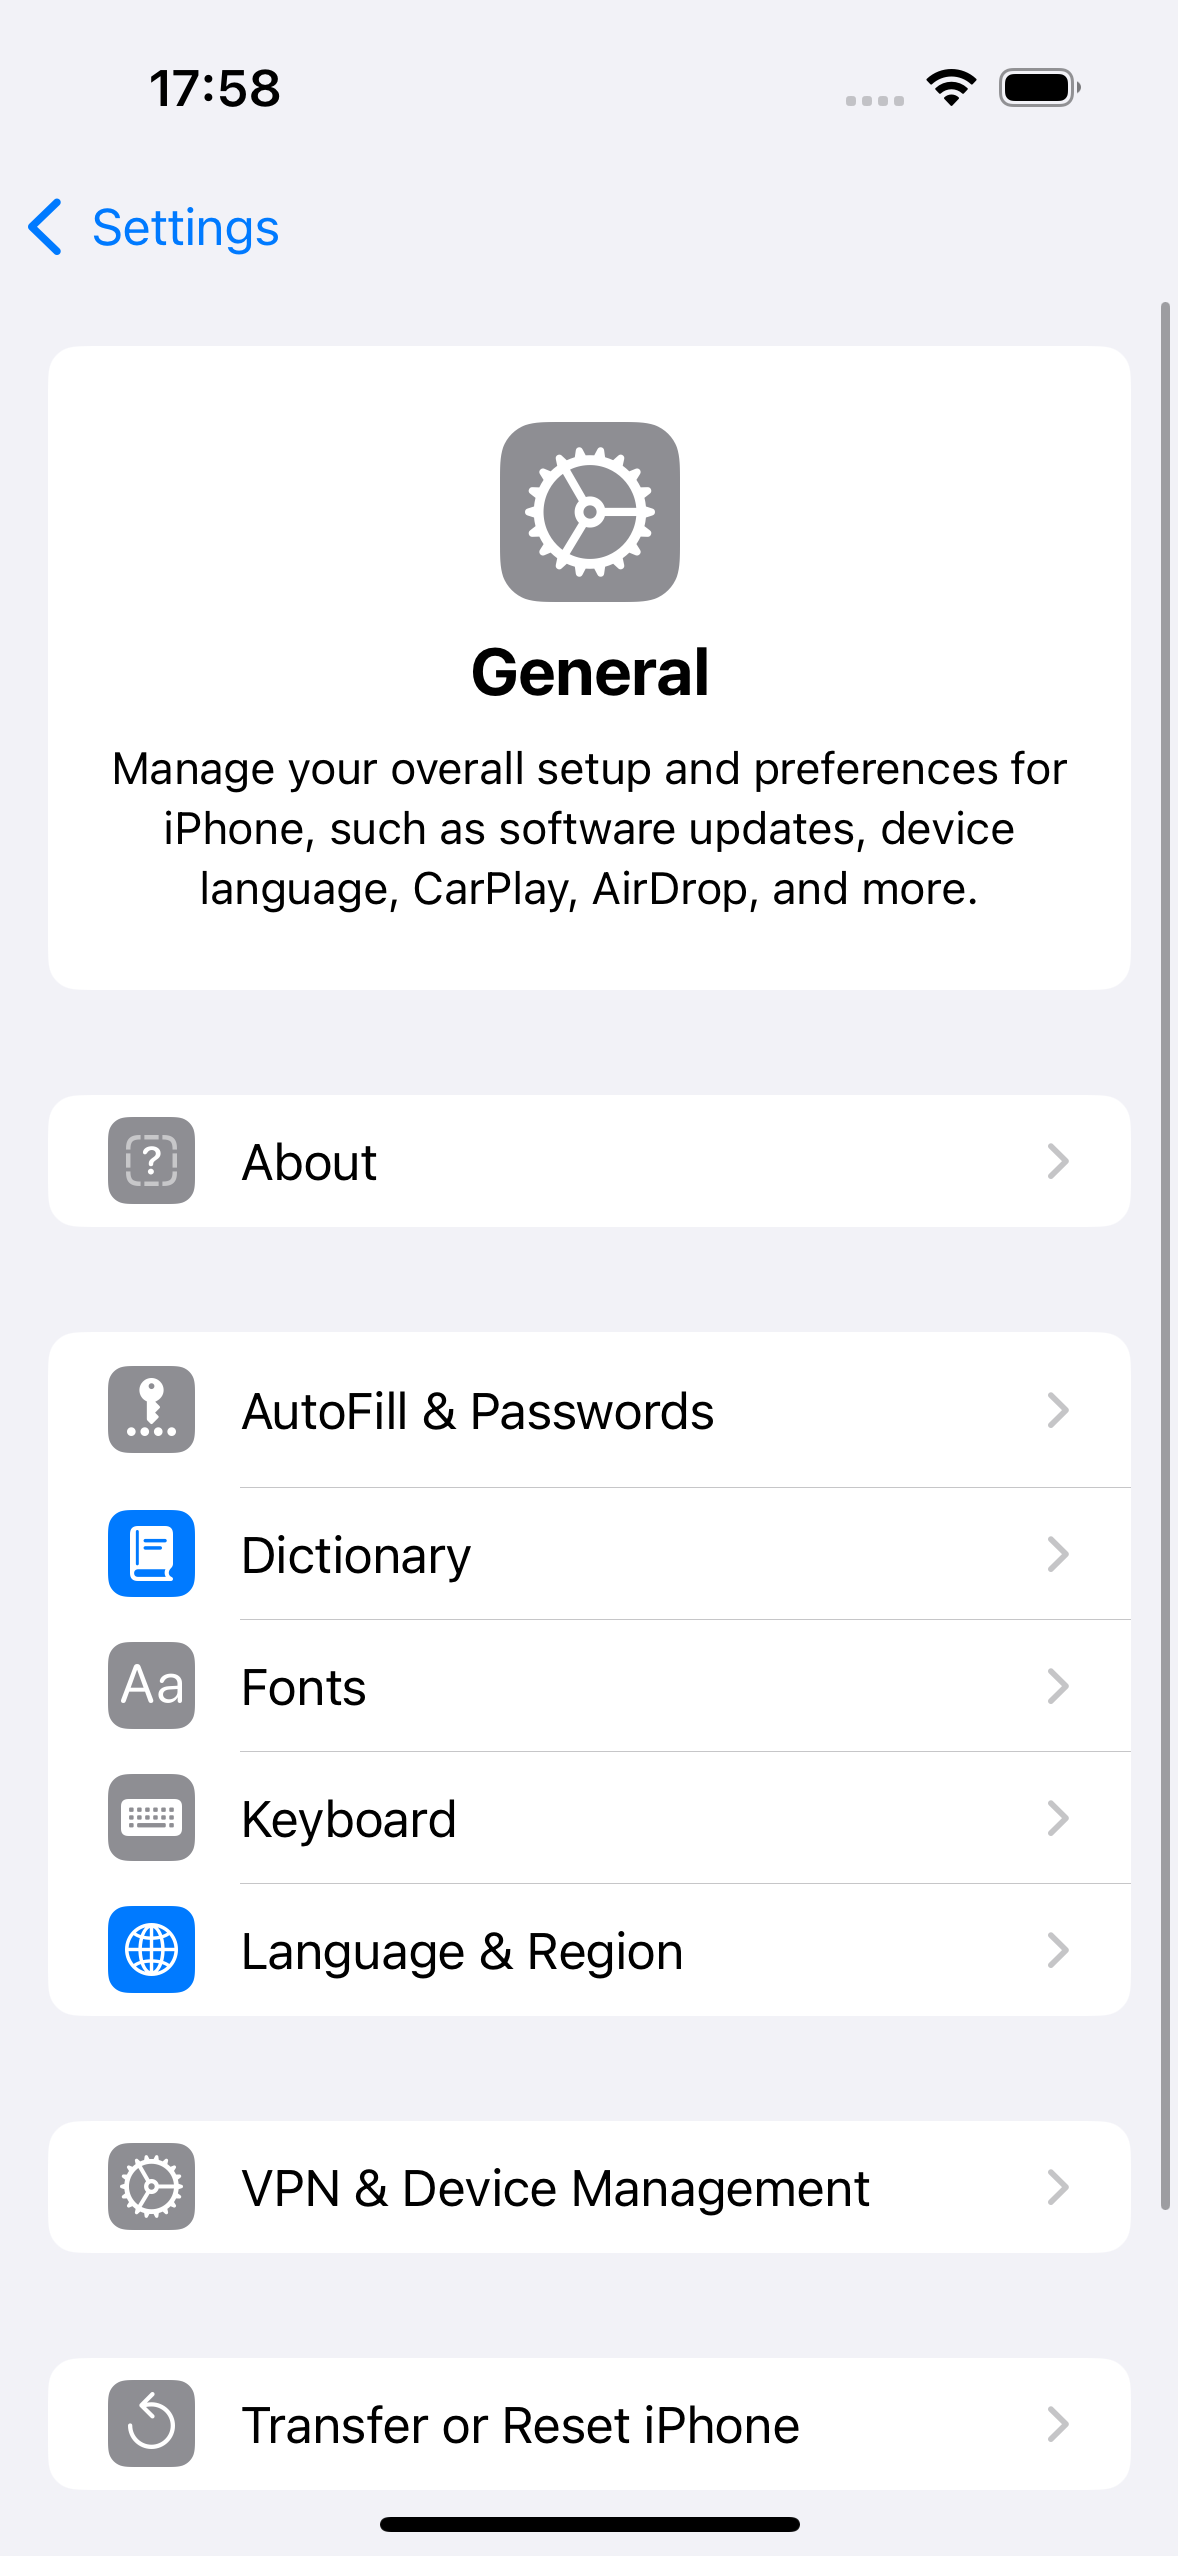 17:58
Settings
General
Manage your overall setup and preferences for
iPhone, such as software updates, device
language, CarPlay, AirDrop, and more.
?
About
AutoFill & Passwords
Dictionary
Aa
Fonts
Keyboard
Language & Region
VPN & Device Management
Transfer or Reset iPhone